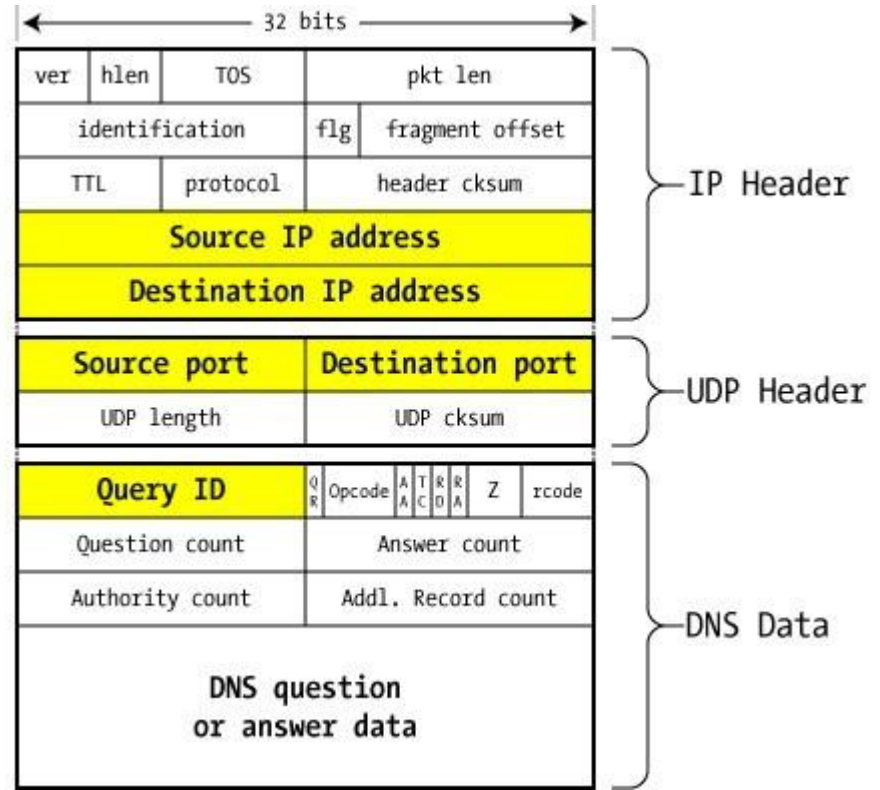 32 bits
ver hlen TOS pkt len
identification flg fragment offset
TTL protocol header cksum
Source IP address
Destination IP address
IP Header
Source port Destination port
UDP length UDP cksum
UDP Header
Query ID QR Opcode AA TC RD RA Z rcode
Question count Answer count
Authority count Addl. Record count
DNS question
or answer data
DNS Data